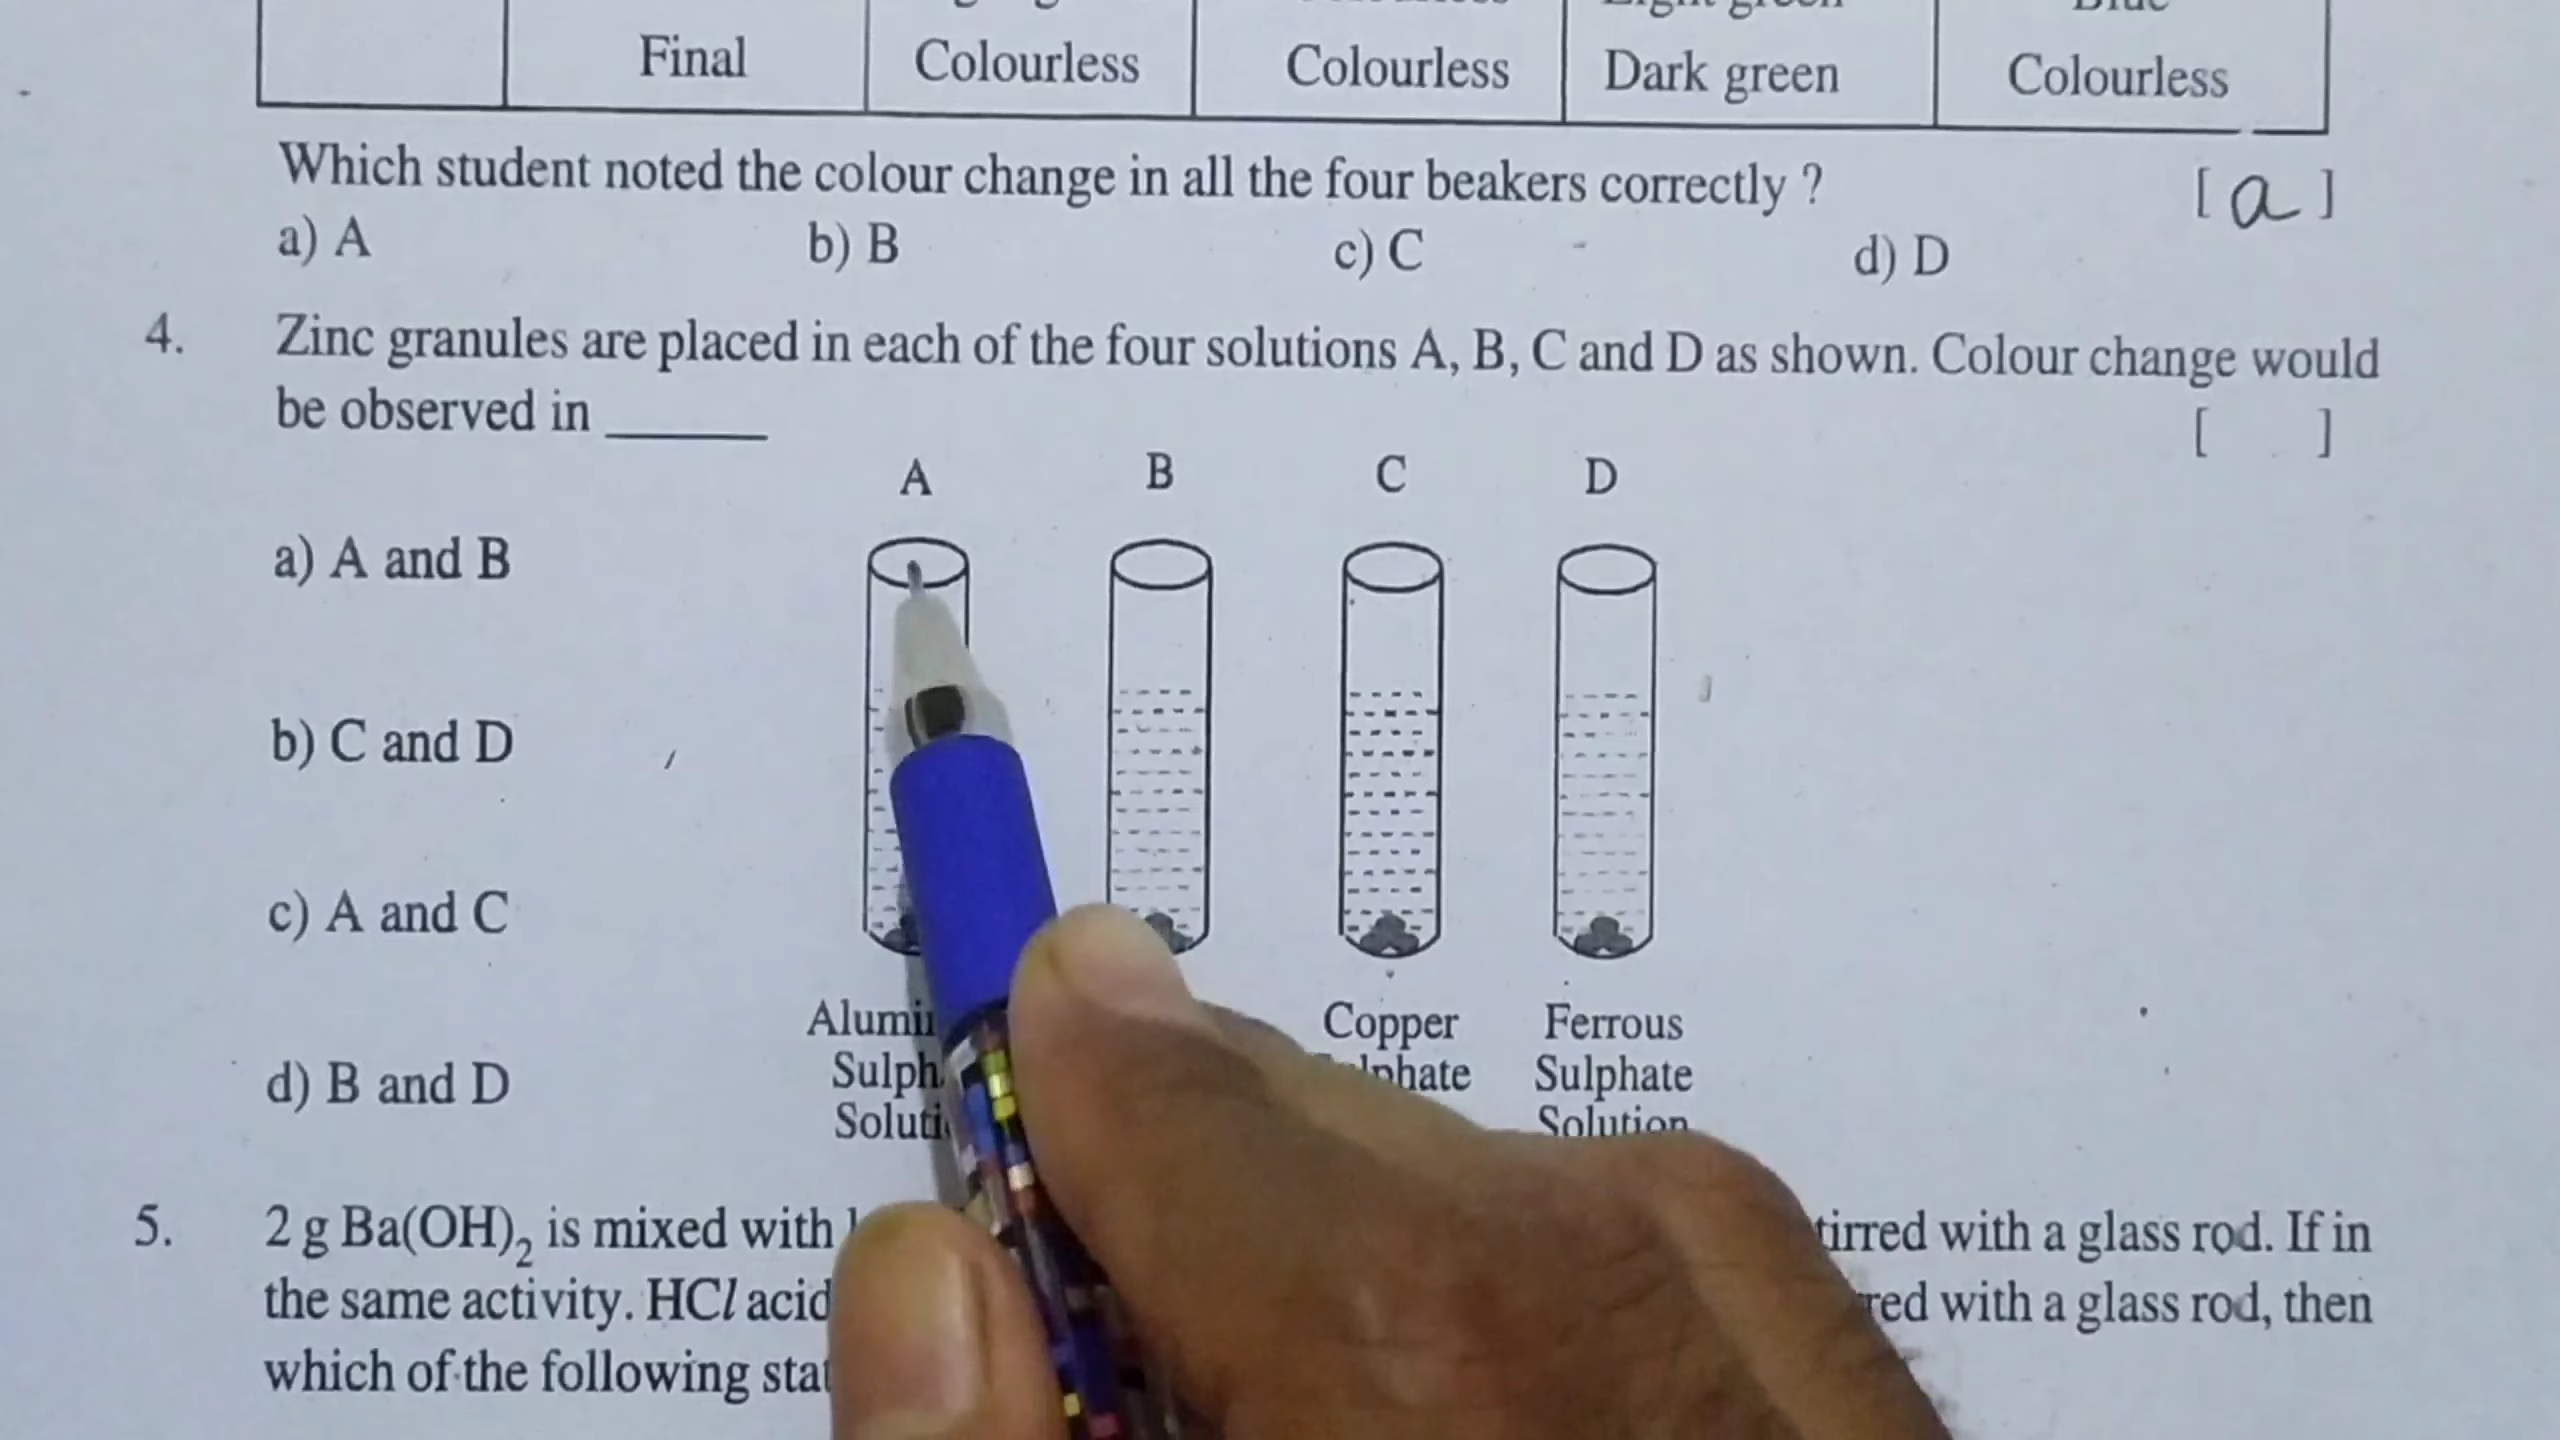 Final Colourless Colourless Dark green Colourless
Which student noted the colour change in all the four beakers correctly ? [ a ]
a) A b) B c) C d) D
4. Zinc granules are placed in each of the four solutions A, B, C and D as shown. Colour change would
be observed in ______ [ ]
A B C D
a) A and B
b) C and D
c) A and C
d) B and D
Copper Ferrous
Sulphate
Solution
5. 2 g Ba(OH)₂ is mixed with a glass rod. If in
the same activity. HCl acid with a glass rod, then
which of the following